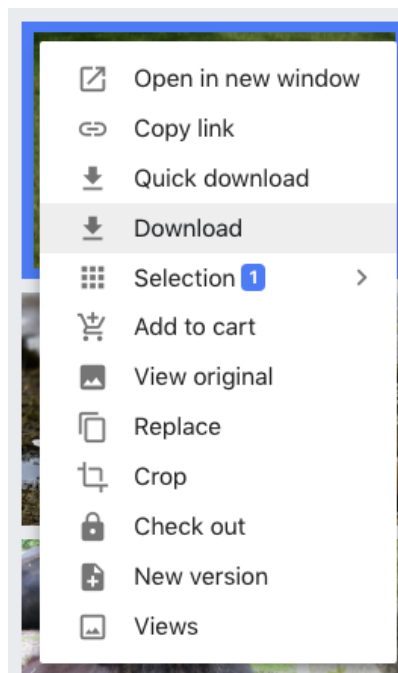 Open in new window
Copy link
Quick download
Download
Selection 1
Add to cart
View original
Replace
Crop
Check out
New version
Views